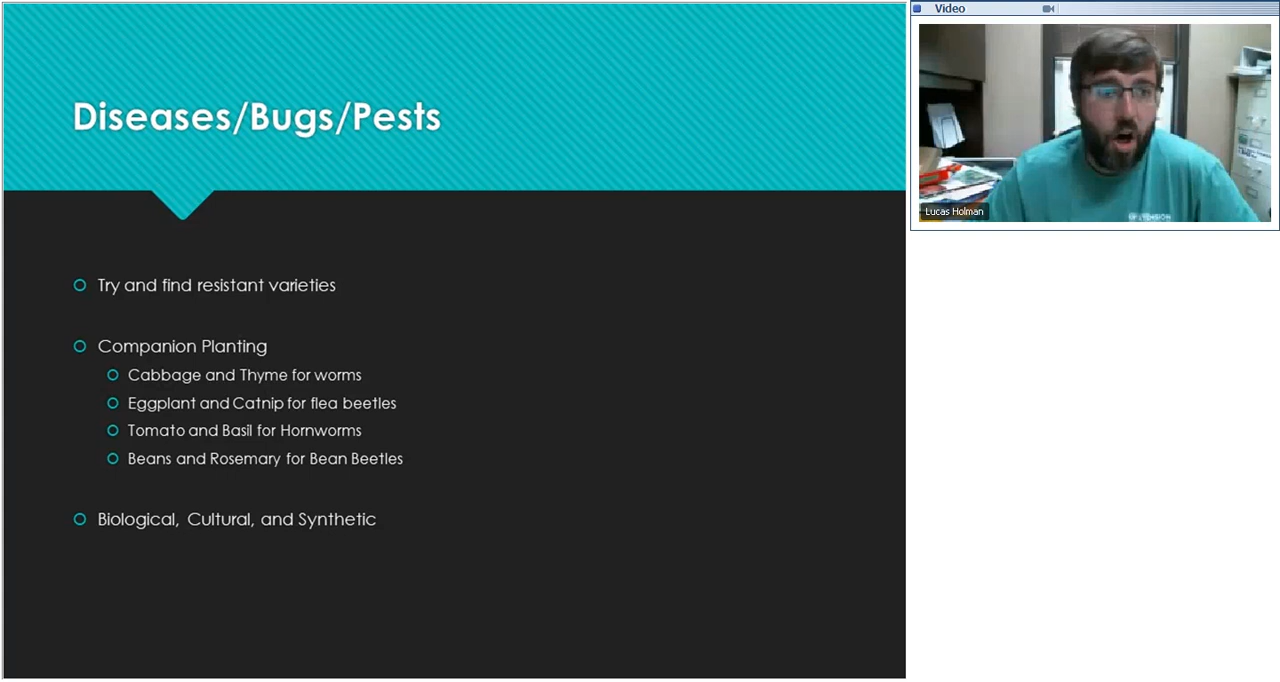 Diseases/Bugs/Pests
Try and find resistant varieties
Companion Planting
Cabbage and Thyme for worms
Eggplant and Catnip for flea beetles
Tomato and Basil for Hornworms
Beans and Rosemary for Bean Beetles
Biological, Cultural, and Synthetic
Video
Lucas Holman